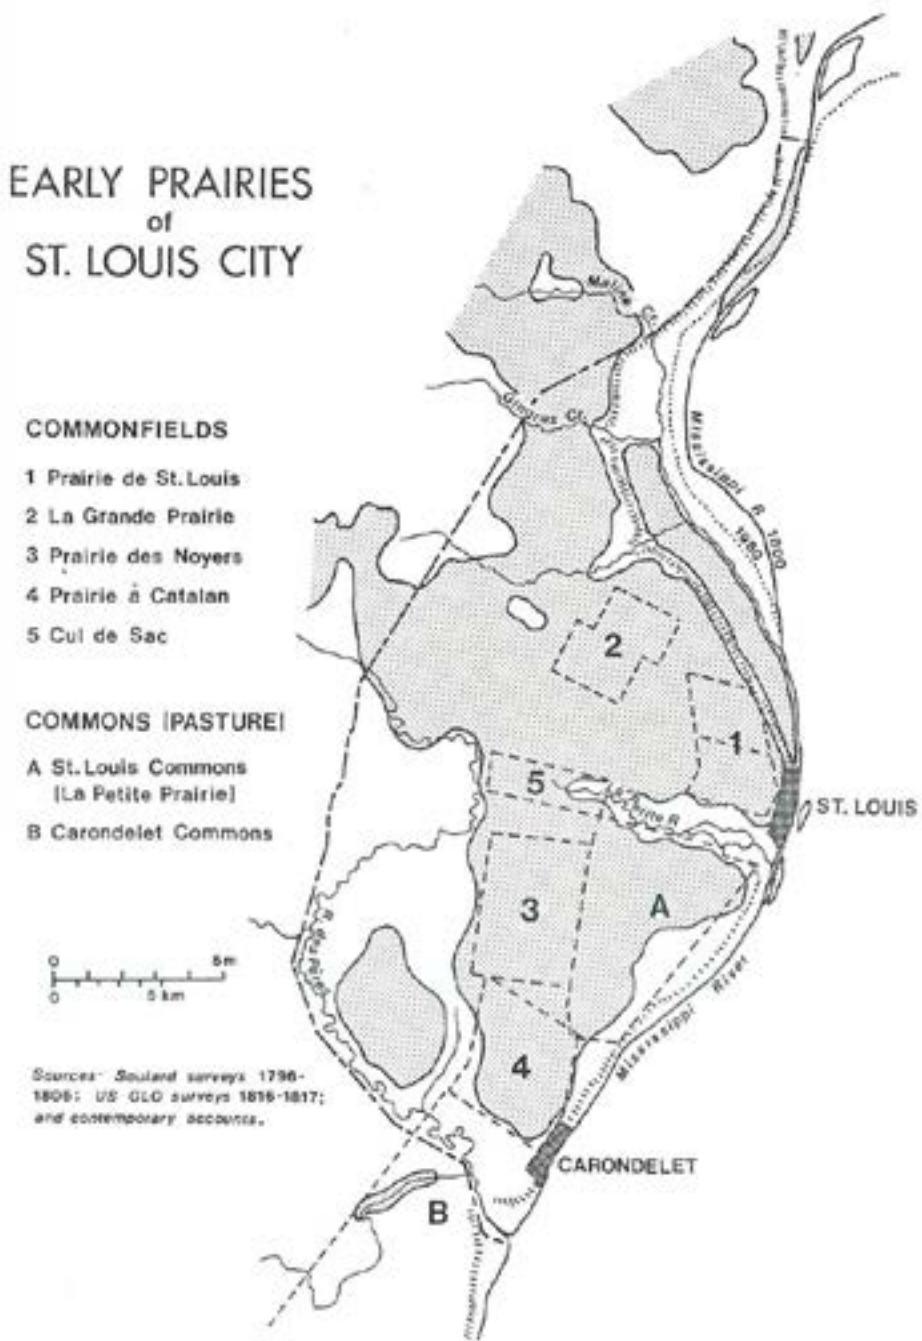 EARLY PRAIRIES
of
ST. LOUIS CITY
COMMONFIELDS
1 Prairie de St. Louis
2 La Grande Prairie
3 Prairie des Noyers
4 Prairie à Catalan
5 Cul de Sac
COMMONS (PASTURE)
A St. Louis Commons
(La Petite Prairie)
B Carondelet Commons
0 5m
0 5 km
Sources- Soulard surveys 1796-
1806; US GLO surveys 1816-1817;
and contemporary accounts.
Maline Cr.
Gingras Cr.
Mississippi R 1800
1980
2
1
5
ST. LOUIS
3
A
Mississippi River
4
CARONDELET
B